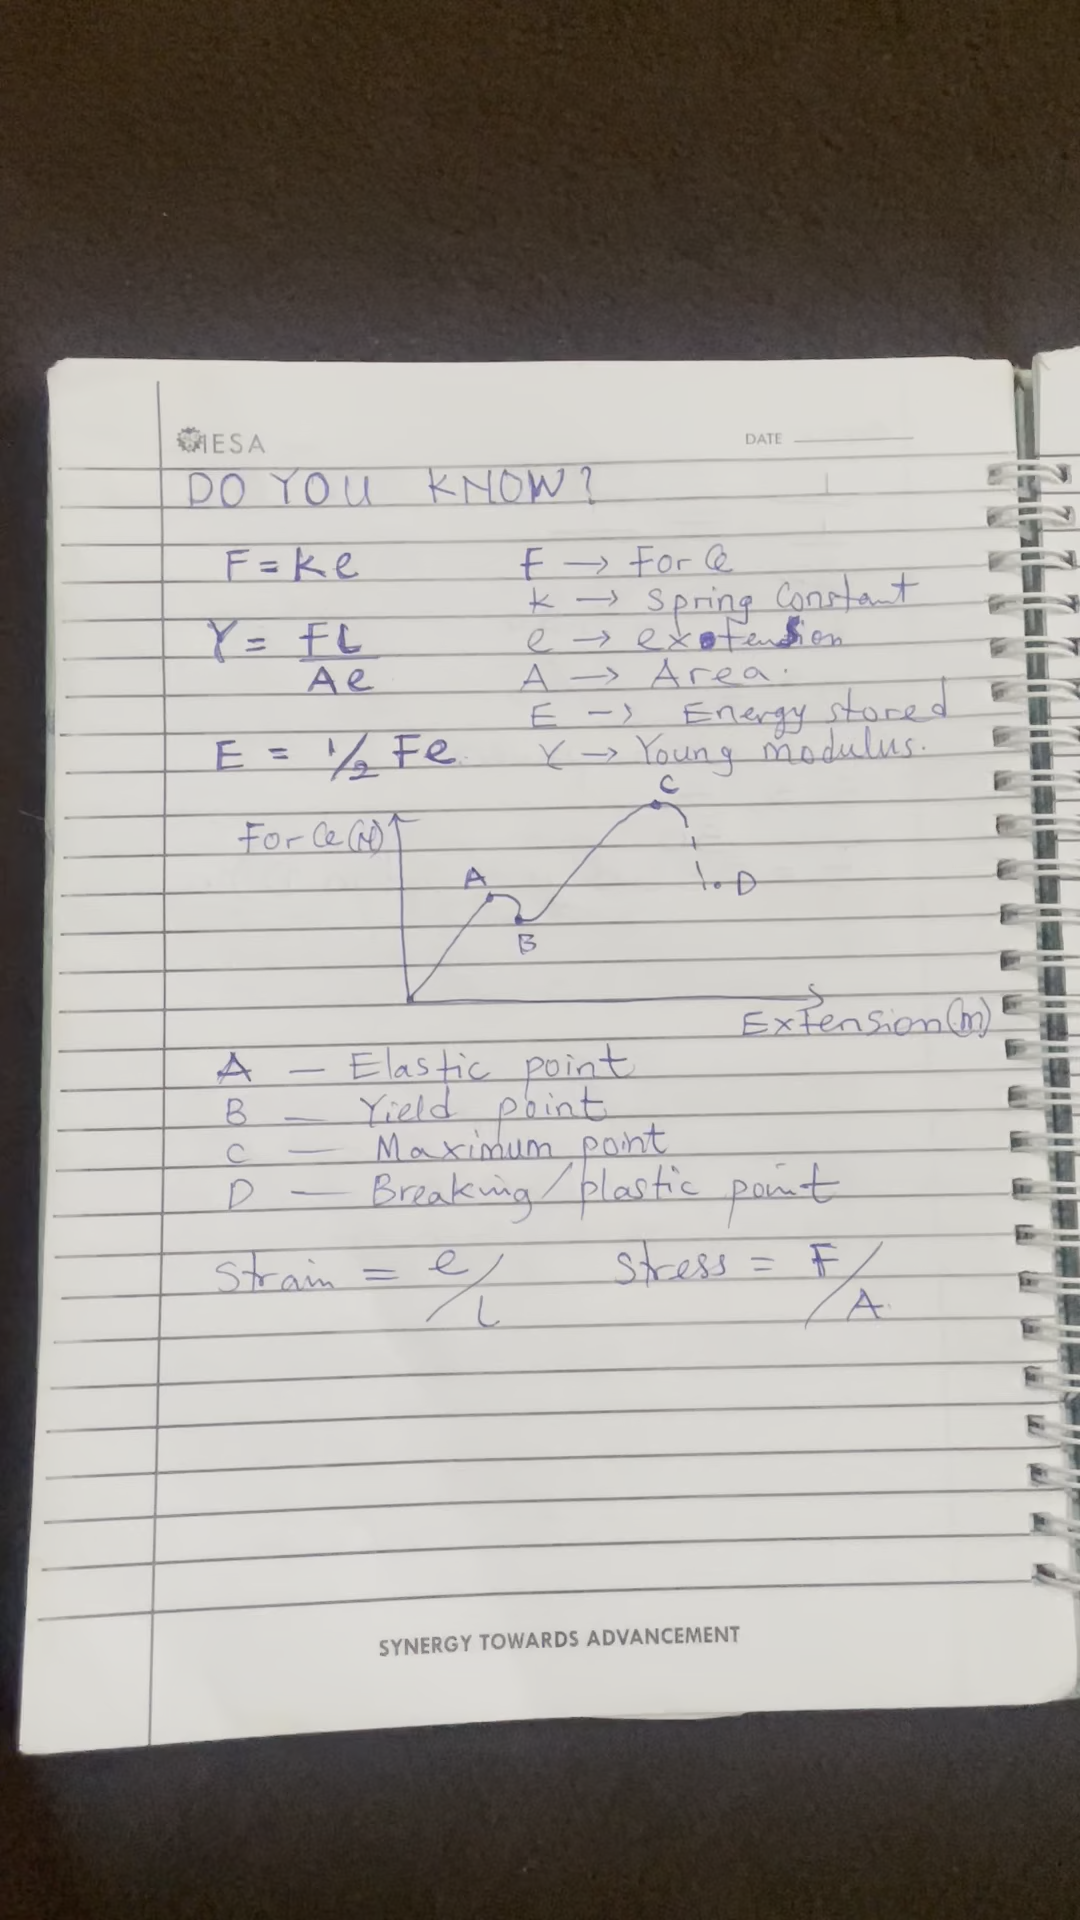 IESA
DATE
DO YOU KNOW?
F = ke
F → Force
k → Spring Constant
Y = FL
Ae
e → extension
A → Area.
E → Energy stored
E = 1/2 Fe.
Y → Young modulus.
C
Force (N)
A
D
B
Extension (m)
A – Elastic point
B – Yield point
C – Maximum point
D – Breaking/plastic point
Strain = e/L   Stress = F/A.
SYNERGY TOWARDS ADVANCEMENT